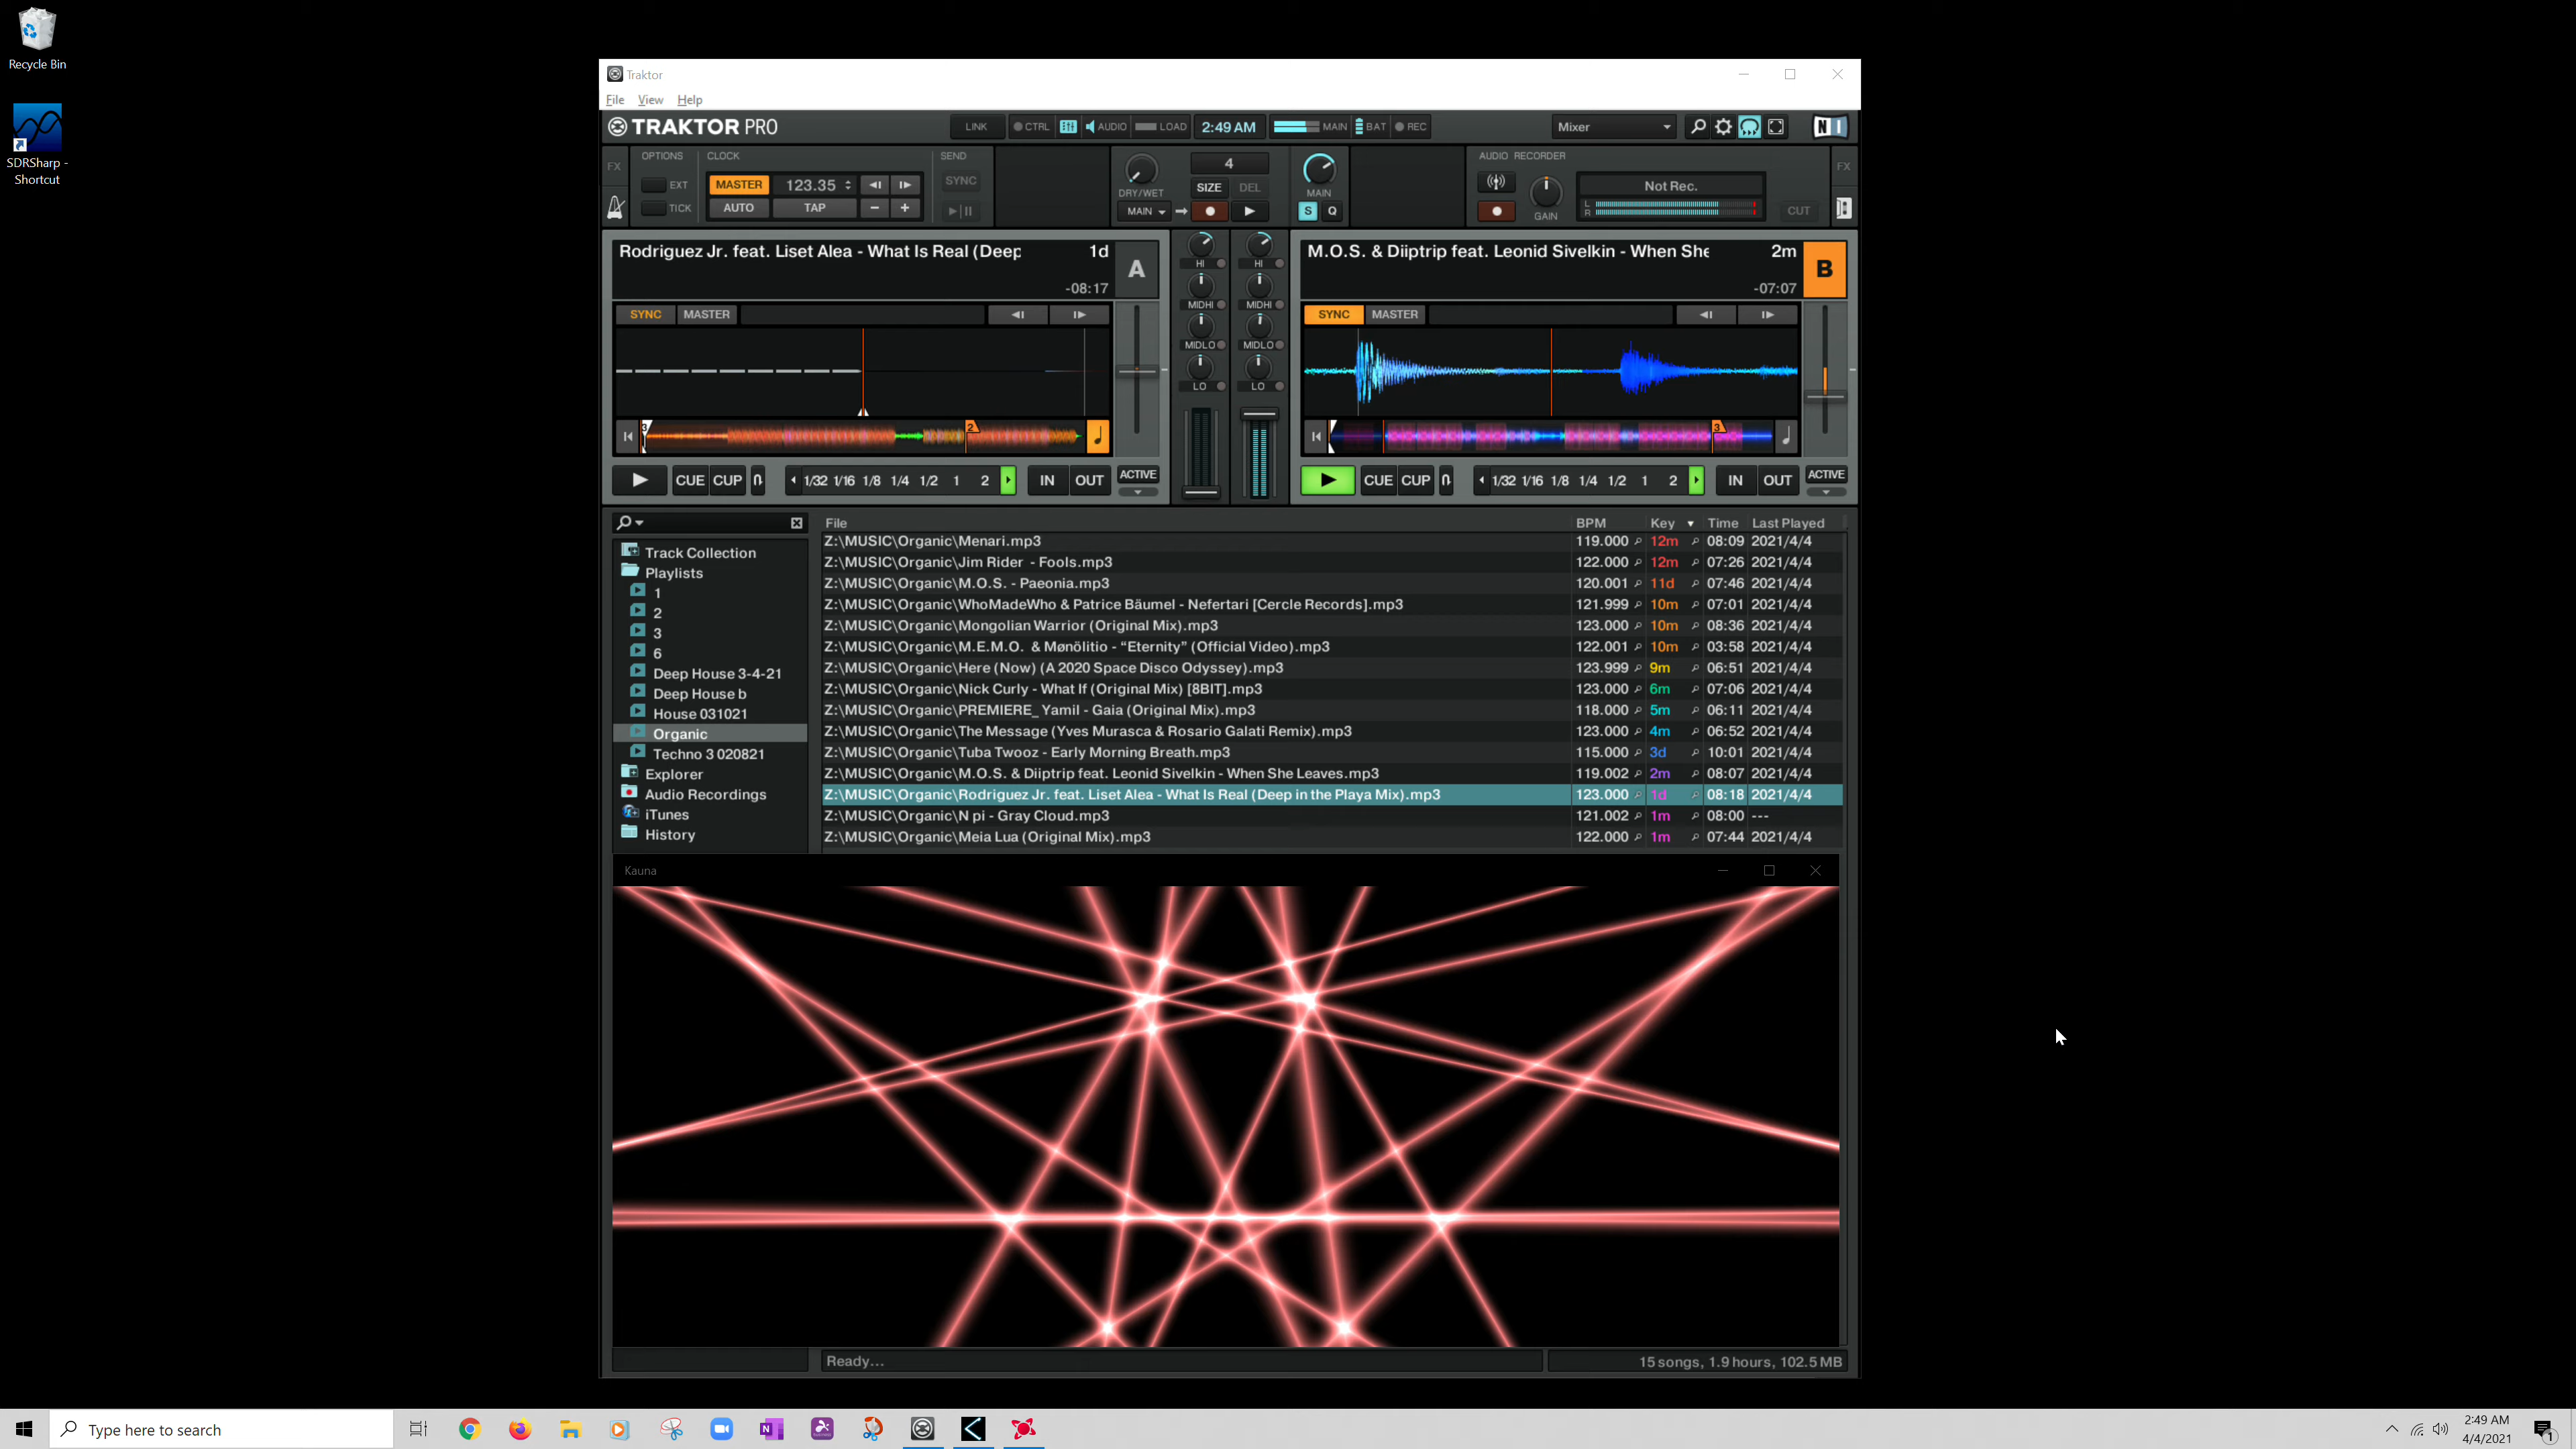 Recycle Bin
SDRSharp -
Shortcut
Traktor
File View Help
TRAKTOR PRO
LINK CTRL AUDIO LOAD 2:49 AM MAIN BAT REC Mixer N I
FX OPTIONS CLOCK SEND
EXT MASTER 123.35 SYNC
TICK AUTO TAP − +
DRY/WET 4 SIZE DEL MAIN
MAIN S Q
AUDIO RECORDER FX
GAIN Not Rec. L R CUT
Rodriguez Jr. feat. Liset Alea - What Is Real (Deep 1d A
-08:17
SYNC MASTER
3 2
CUE CUP 1/32 1/16 1/8 1/4 1/2 1 2 IN OUT ACTIVE
HI HI
MIDHI MIDHI
MIDLO MIDLO
LO LO
M.O.S. & Diiptrip feat. Leonid Sivelkin - When She 2m B
-07:07
SYNC MASTER
3
CUE CUP 1/32 1/16 1/8 1/4 1/2 1 2 IN OUT ACTIVE
Track Collection
Playlists
1
2
3
6
Deep House 3-4-21
Deep House b
House 031021
Organic
Techno 3 020821
Explorer
Audio Recordings
iTunes
History
File BPM Key Time Last Played
Z:\MUSIC\Organic\Menari.mp3 119.000 12m 08:09 2021/4/4
Z:\MUSIC\Organic\Jim Rider - Fools.mp3 122.000 12m 07:26 2021/4/4
Z:\MUSIC\Organic\M.O.S. - Paeonia.mp3 120.001 11d 07:46 2021/4/4
Z:\MUSIC\Organic\WhoMadeWho & Patrice Bäumel - Nefertari [Cercle Records].mp3 121.999 10m 07:01 2021/4/4
Z:\MUSIC\Organic\Mongolian Warrior (Original Mix).mp3 123.000 10m 08:36 2021/4/4
Z:\MUSIC\Organic\M.E.M.O. & Mønölitio - “Eternity” (Official Video).mp3 122.001 10m 03:58 2021/4/4
Z:\MUSIC\Organic\Here (Now) (A 2020 Space Disco Odyssey).mp3 123.999 9m 06:51 2021/4/4
Z:\MUSIC\Organic\Nick Curly - What If (Original Mix) [8BIT].mp3 123.000 6m 07:06 2021/4/4
Z:\MUSIC\Organic\PREMIERE_ Yamil - Gaia (Original Mix).mp3 118.000 5m 06:11 2021/4/4
Z:\MUSIC\Organic\The Message (Yves Murasca & Rosario Galati Remix).mp3 123.000 4m 06:52 2021/4/4
Z:\MUSIC\Organic\Tuba Twooz - Early Morning Breath.mp3 115.000 3d 10:01 2021/4/4
Z:\MUSIC\Organic\M.O.S. & Diiptrip feat. Leonid Sivelkin - When She Leaves.mp3 119.002 2m 08:07 2021/4/4
Z:\MUSIC\Organic\Rodriguez Jr. feat. Liset Alea - What Is Real (Deep in the Playa Mix).mp3 123.000 1d 08:18 2021/4/4
Z:\MUSIC\Organic\N pi - Gray Cloud.mp3 121.002 1m 08:00 ---
Z:\MUSIC\Organic\Meia Lua (Original Mix).mp3 122.000 1m 07:44 2021/4/4
Kauna
Ready...
15 songs, 1.9 hours, 102.5 MB
Type here to search
2:49 AM
4/4/2021
1